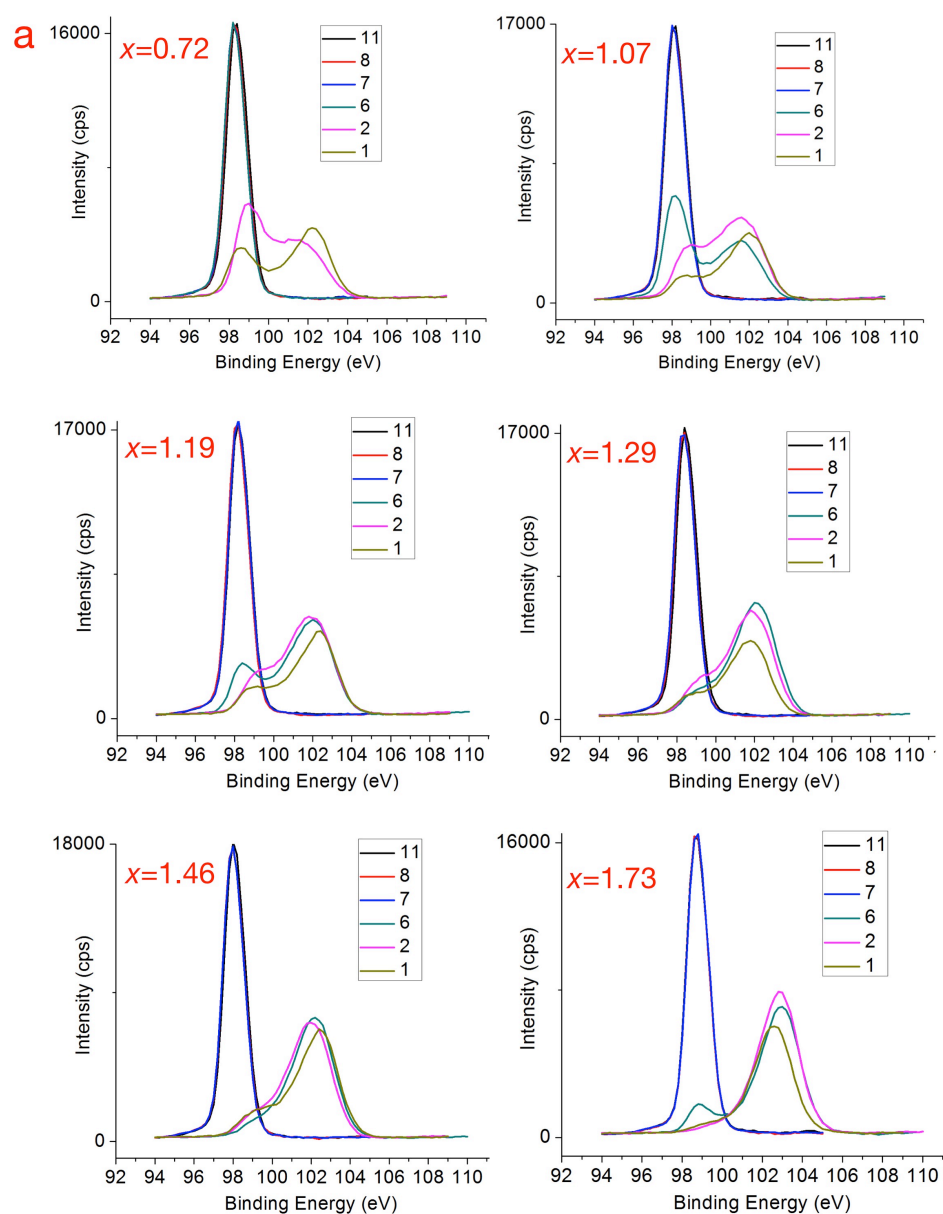 a
x=0.72
16000
0
Intensity (cps)
11
8
7
6
2
1
92 94 96 98 100 102 104 106 108 110
Binding Energy (eV)
x=1.07
17000
0
Intensity (cps)
11
8
7
6
2
1
92 94 96 98 100 102 104 106 108 110
Binding Energy (eV)
x=1.19
17000
0
Intensity (cps)
11
8
7
6
2
1
92 94 96 98 100 102 104 106 108 110
Binding Energy (eV)
x=1.29
17000
0
Intensity (cps)
11
8
7
6
2
1
92 94 96 98 100 102 104 106 108 110
Binding Energy (eV)
x=1.46
18000
0
Intensity (cps)
11
8
7
6
2
1
92 94 96 98 100 102 104 106 108 110
Binding Energy (eV)
x=1.73
16000
0
Intensity (cps)
11
8
7
6
2
1
92 94 96 98 100 102 104 106 108 110
Binding Energy (eV)